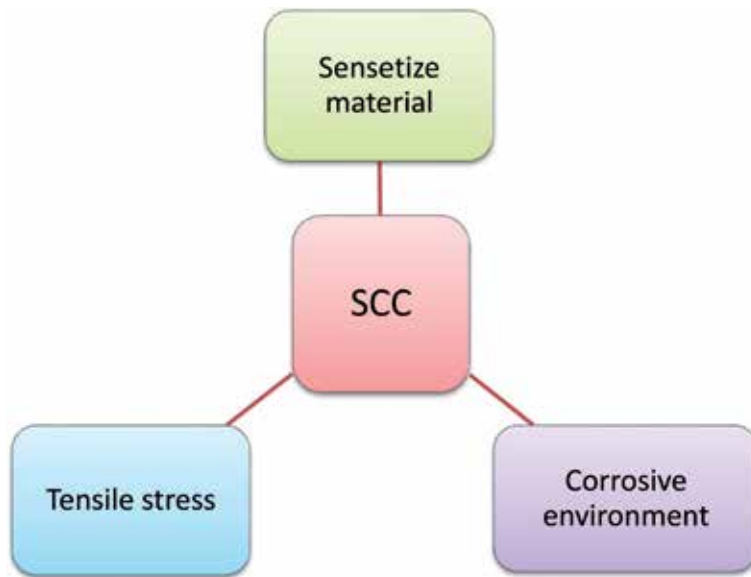 Sensetize
material
SCC
Tensile stress
Corrosive
environment